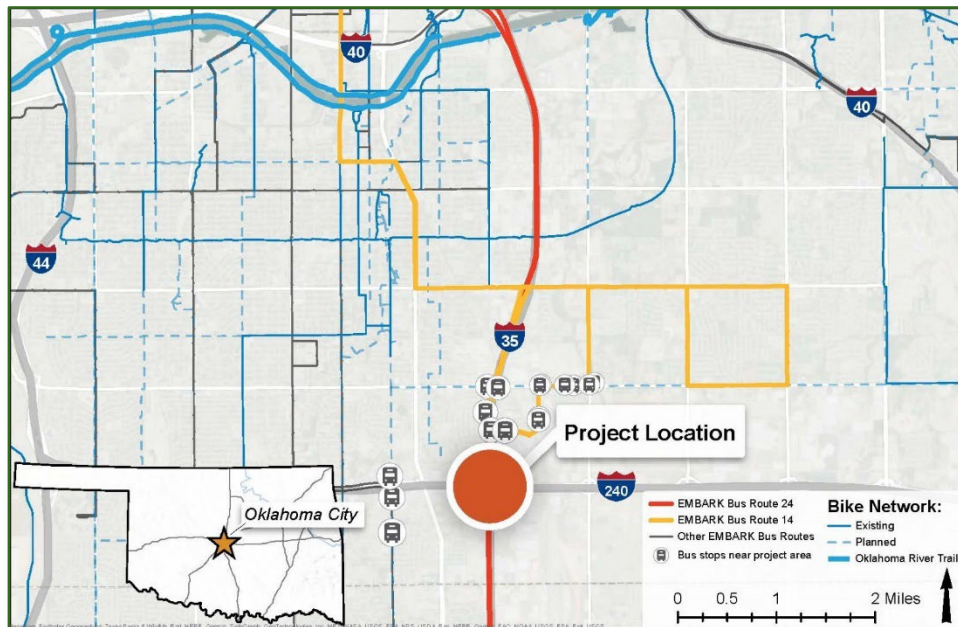 40
40
44
35
Project Location
240
Oklahoma City
EMBARK Bus Route 24
EMBARK Bus Route 14
Other EMBARK Bus Routes
Bus stops near project area
Bike Network:
Existing
Planned
Oklahoma River Trail
0 0.5 1 2 Miles